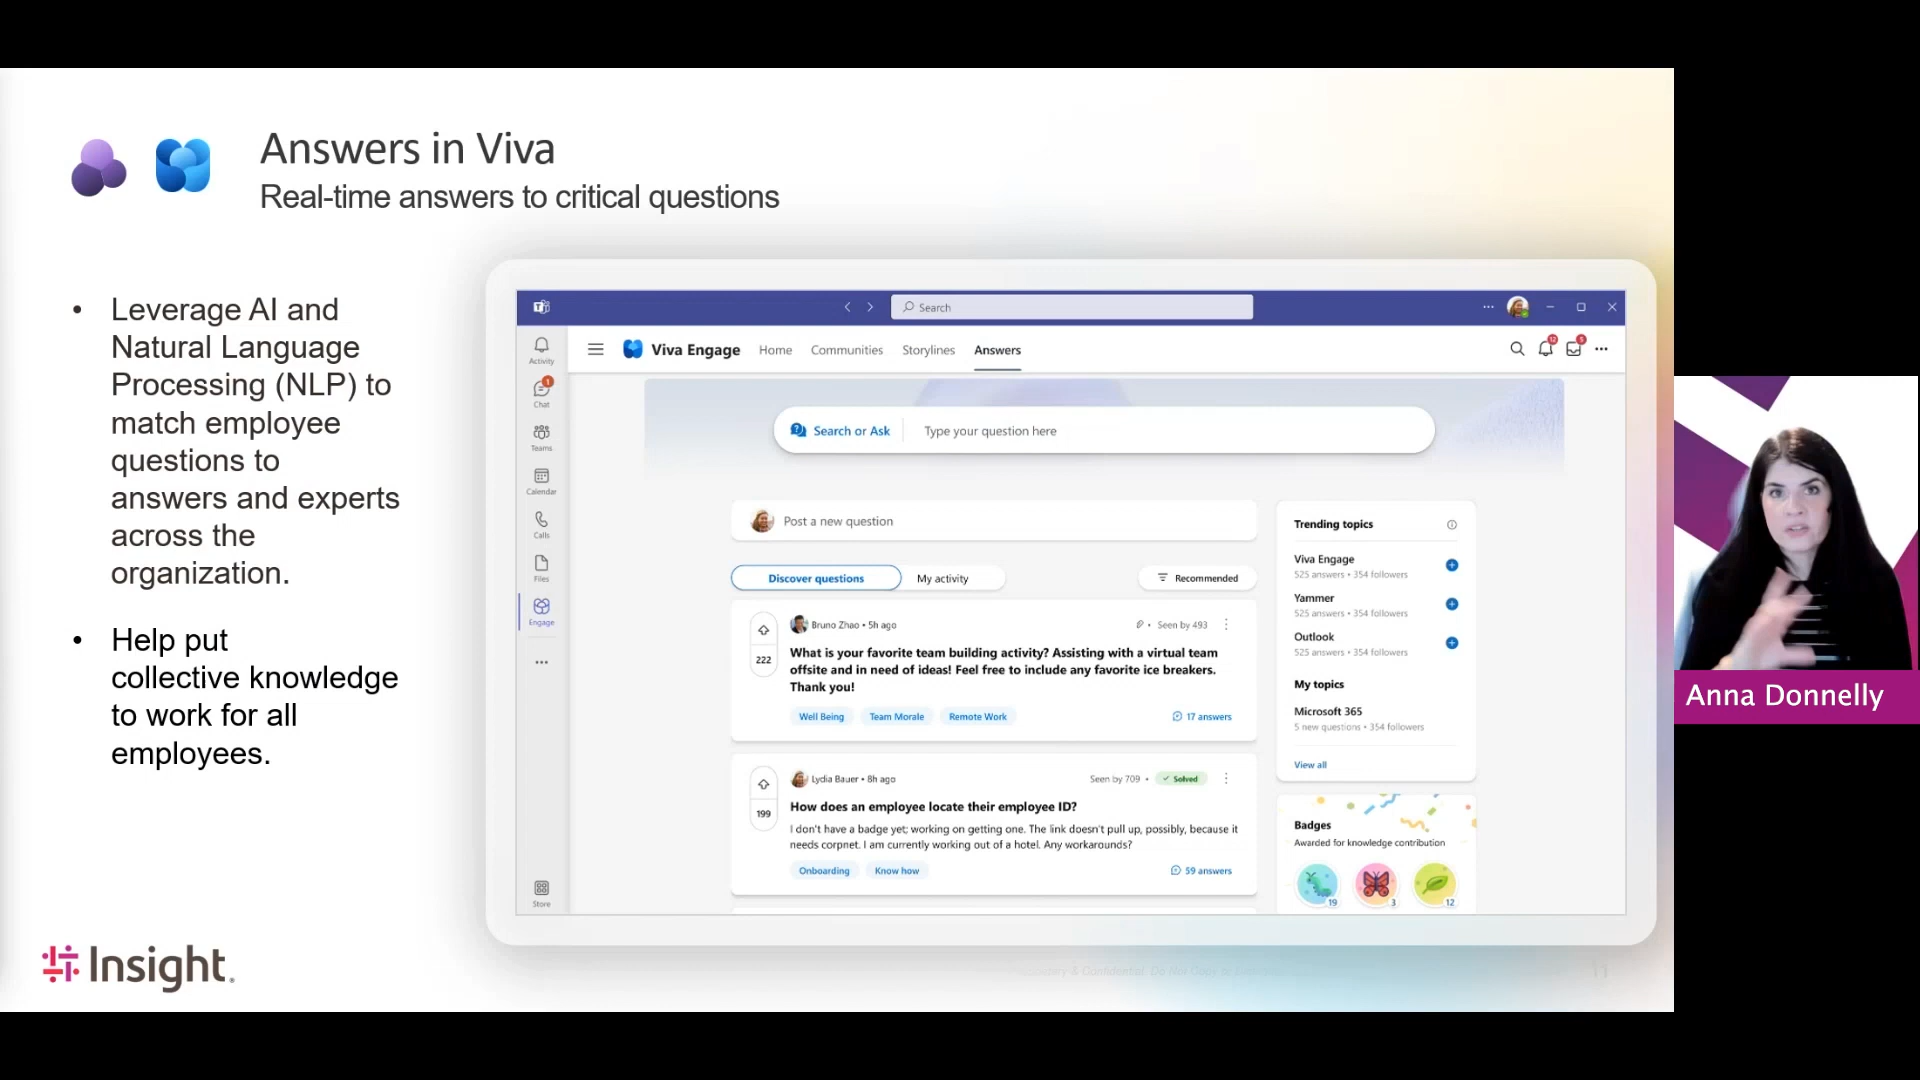 Answers in Viva
Real-time answers to critical questions
• Leverage AI and
Natural Language
Processing (NLP) to
match employee
questions to
answers and experts
across the
organization.
• Help put
collective knowledge
to work for all
employees.
Insight
Search
Activity
1
Chat
Teams
Calendar
Calls
Files
Engage
Store
Viva Engage Home Communities Storylines Answers
12
5
Search or Ask Type your question here
Post a new question
Discover questions My activity Recommended
222
Bruno Zhao • 5h ago Seen by 493
What is your favorite team building activity? Assisting with a virtual team
offsite and in need of ideas! Feel free to include any favorite ice breakers.
Thank you!
Well Being Team Morale Remote Work 17 answers
199
Lydia Bauer • 8h ago Seen by 709 • Solved
How does an employee locate their employee ID?
I don't have a badge yet; working on getting one. The link doesn't pull up, possibly, because it
needs corpnet. I am currently working out of a hotel. Any workarounds?
Onboarding Know how 59 answers
Trending topics
Viva Engage
525 answers • 354 followers
Yammer
525 answers • 354 followers
Outlook
525 answers • 354 followers
My topics
Microsoft 365
5 new questions • 354 followers
View all
Badges
Awarded for knowledge contribution
19 3 12
& Confidential. Do Not Copy
11
Anna Donnelly